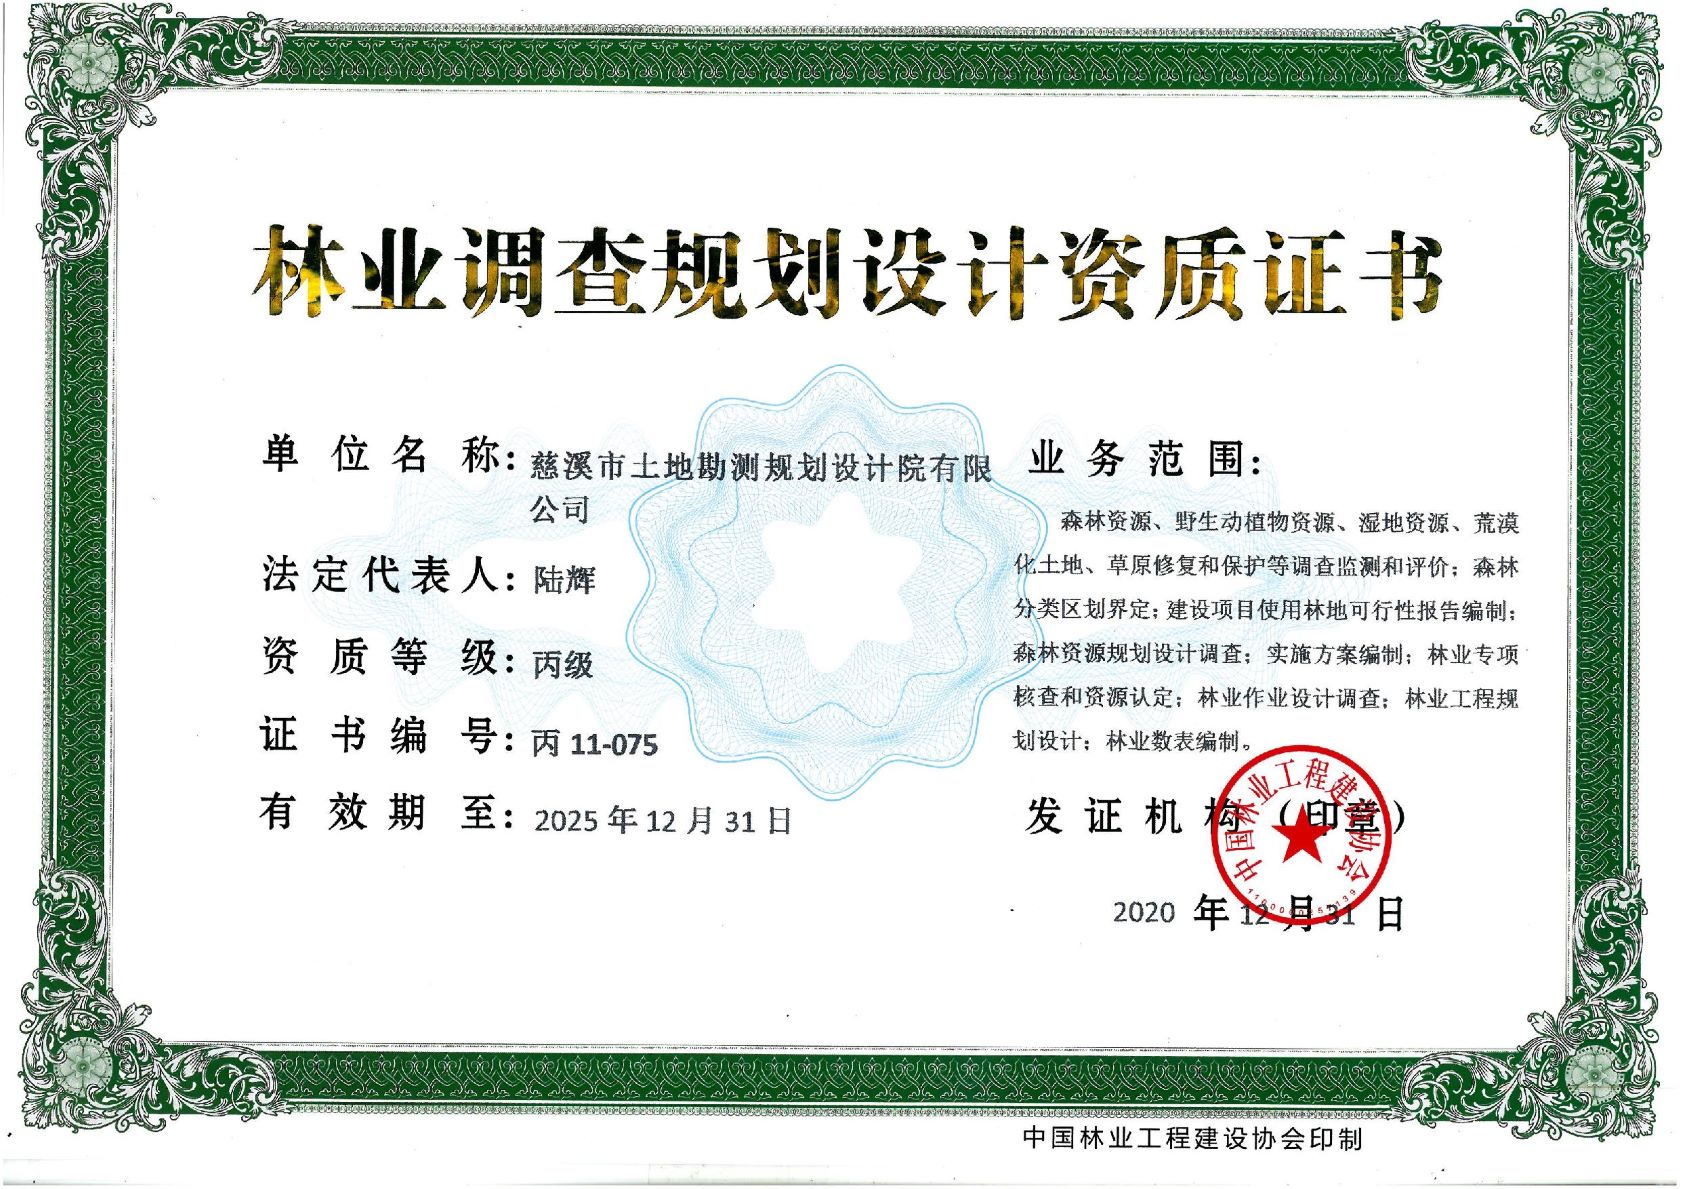 林业调查规划设计资质证书
单位名称：慈溪市土地勘测规划设计院有限
公司
法定代表人：陆辉
资质等级：丙级
证书编号：丙 11-075
有效期至：2025 年 12 月 31 日
业务范围：
森林资源、野生动植物资源、湿地资源、荒漠
化土地、草原修复和保护等调查监测和评价；森林
分类区划界定；建设项目使用林地可行性报告编制；
森林资源规划设计调查；实施方案编制；林业专项
核查和资源认定；林业作业设计调查；林业工程规
划设计；林业数表编制。
发证机构（印章）
中国林业工程建设协会
2020 年 12 月 31 日
中国林业工程建设协会印制